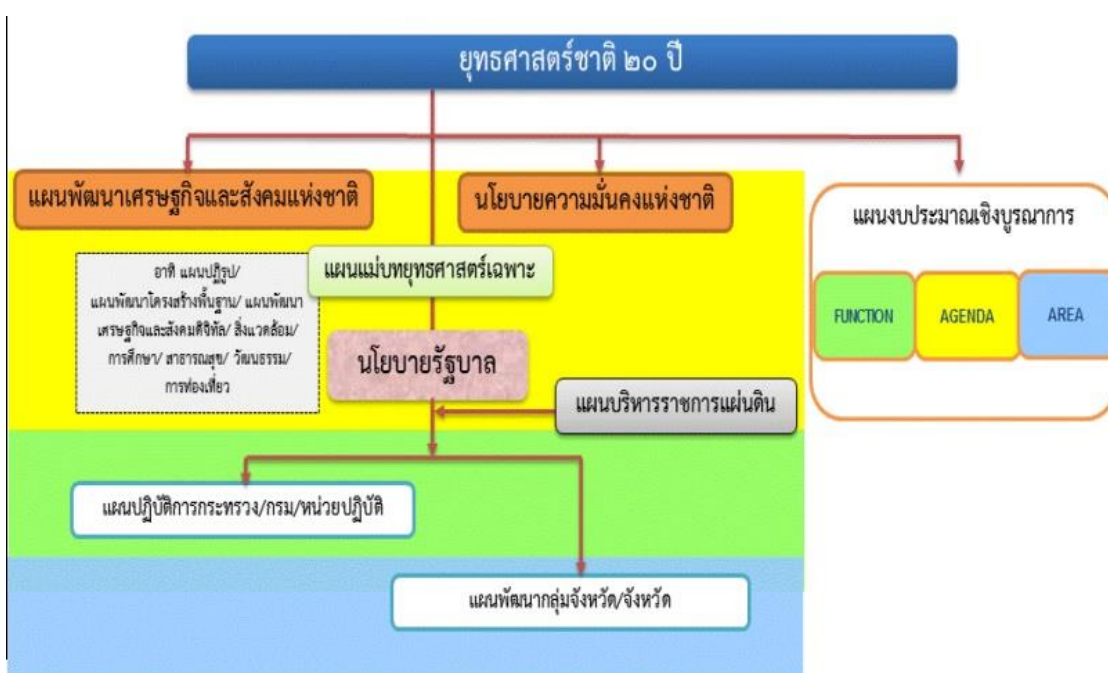 ยุทธศาสตร์ชาติ ๒๐ ปี
แผนพัฒนาเศรษฐกิจและสังคมแห่งชาติ
นโยบายความมั่นคงแห่งชาติ
แผนงบประมาณเชิงบูรณาการ
FUNCTION
AGENDA
AREA
แผนแม่บทยุทธศาสตร์เฉพาะ
อาทิ แผนปฏิรูป/
แผนพัฒนาโครงสร้างพื้นฐาน/ แผนพัฒนา
เศรษฐกิจและสังคมดิจิทัล/ สิ่งแวดล้อม/
การศึกษา/ สาธารณสุข/ วัฒนธรรม/
การท่องเที่ยว
นโยบายรัฐบาล
แผนบริหารราชการแผ่นดิน
แผนปฏิบัติการกระทรวง/กรม/หน่วยปฏิบัติ
แผนพัฒนากลุ่มจังหวัด/จังหวัด